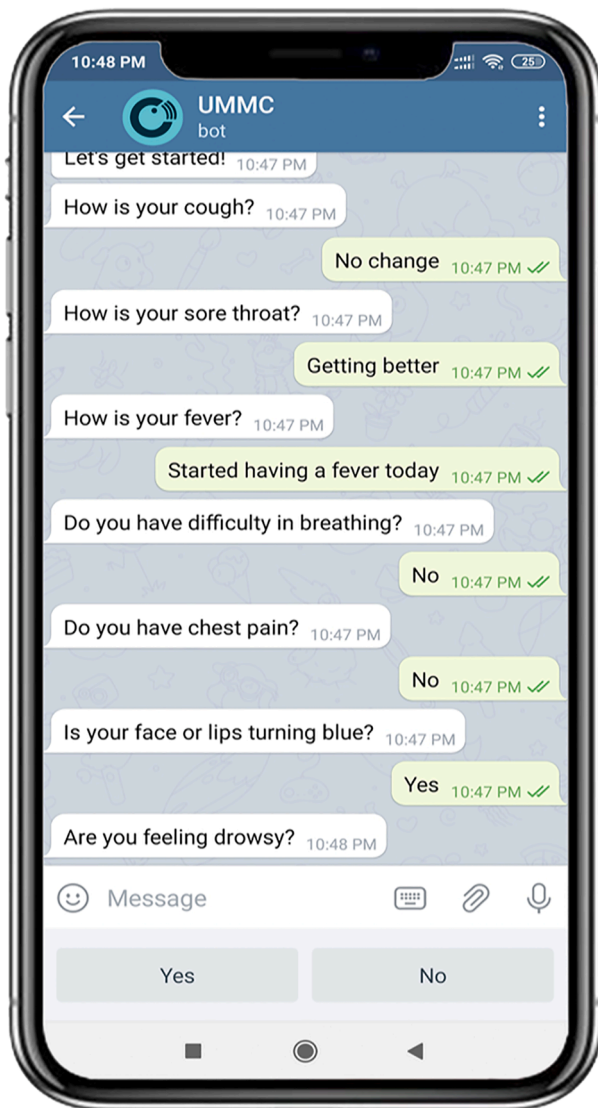 10:48 PM
25
UMMC
bot
Let's get started! 10:47 PM
How is your cough? 10:47 PM
No change 10:47 PM
How is your sore throat? 10:47 PM
Getting better 10:47 PM
How is your fever? 10:47 PM
Started having a fever today 10:47 PM
Do you have difficulty in breathing? 10:47 PM
No 10:47 PM
Do you have chest pain? 10:47 PM
No 10:47 PM
Is your face or lips turning blue? 10:47 PM
Yes 10:47 PM
Are you feeling drowsy? 10:48 PM
Message
Yes No